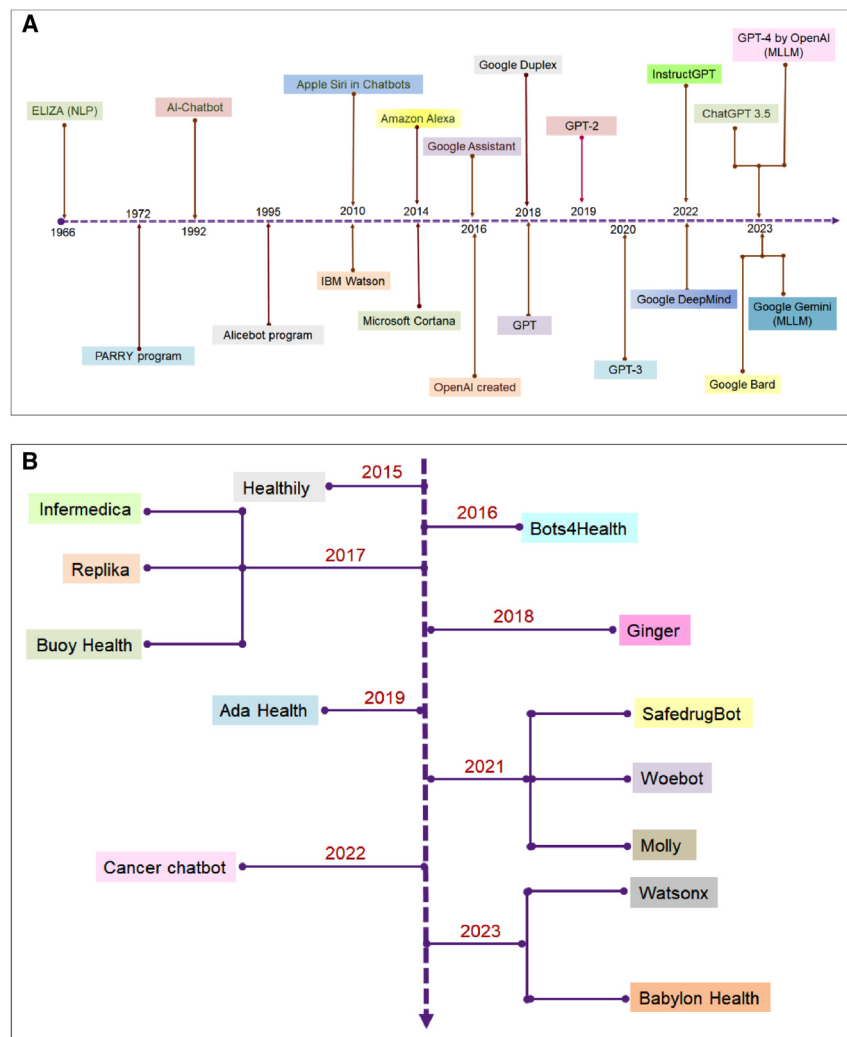 A
GPT-4 by OpenAI
(MLLM)
Google Duplex
InstructGPT
Apple Siri in Chatbots
ELIZA (NLP)
AI-Chatbot
Amazon Alexa
ChatGPT 3.5
Google Assistant
GPT-2
1972
1995
2010
2014
2018
2019
2022
1966
1992
2016
2020
2023
IBM Watson
Google DeepMind
Google Gemini
(MLLM)
Alicebot program
Microsoft Cortana
GPT
PARRY program
GPT-3
OpenAI created
Google Bard
B
2015
Healthily
Infermedica
2016
Bots4Health
2017
Replika
2018
Ginger
Buoy Health
2019
Ada Health
SafedrugBot
2021
Woebot
Molly
2022
Cancer chatbot
Watsonx
2023
Babylon Health